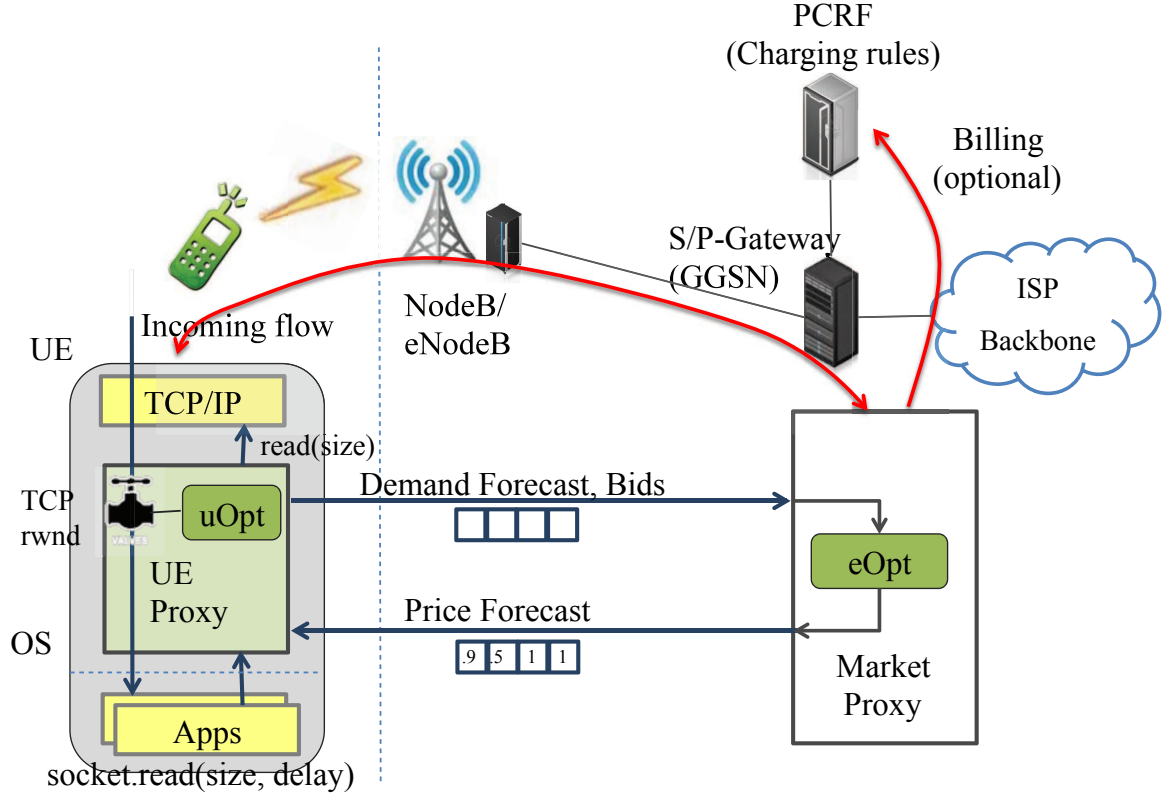 PCRF
(Charging rules)
Billing
(optional)
S/P-Gateway
(GGSN)
ISP
Backbone
NodeB/
eNodeB
Incoming flow
UE
TCP/IP
read(size)
TCP
rwnd
VALVES
uOpt
UE
Proxy
OS
Apps
socket.read(size, delay)
Demand Forecast, Bids
Price Forecast
.9 .5 1 1
eOpt
Market
Proxy